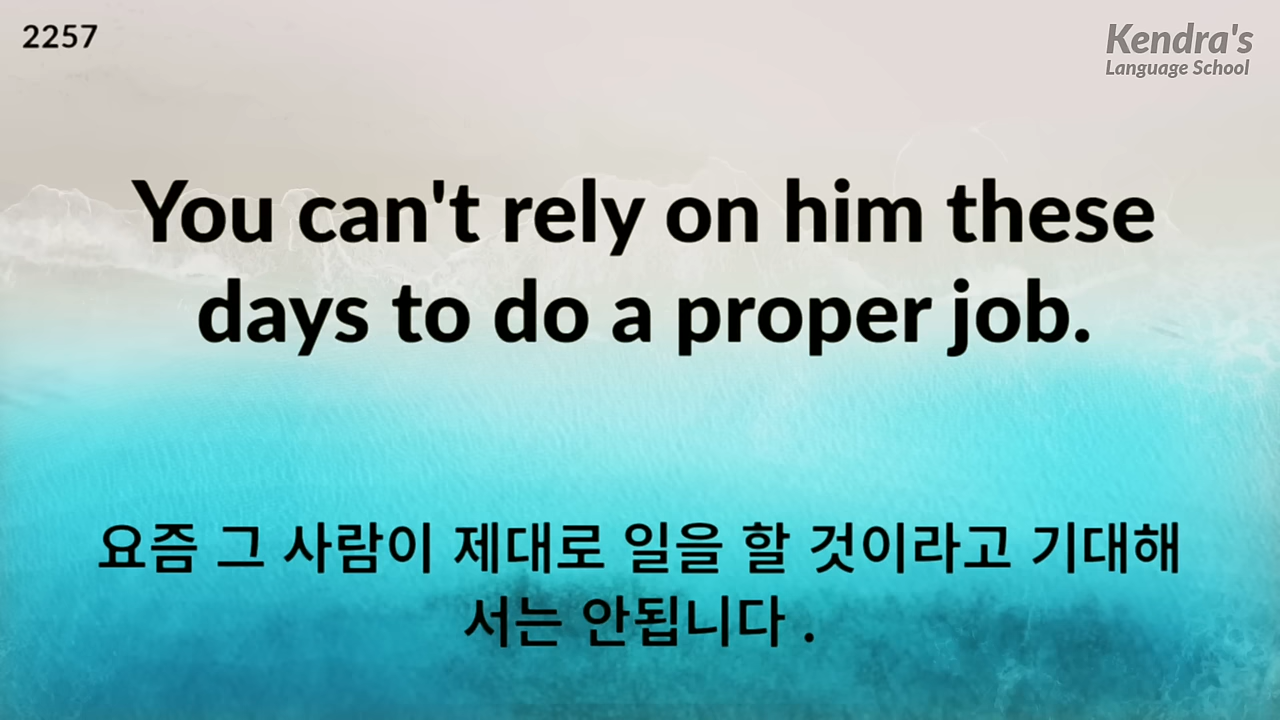 2257
Kendra's
Language School
You can't rely on him these
days to do a proper job.
요즘 그 사람이 제대로 일을 할 것이라고 기대해
서는 안됩니다 .